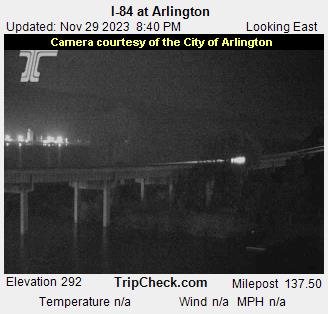 I-84 at Arlington
Updated: Nov 29 2023 8:40 PM Looking East
Camera courtesy of the City of Arlington
Elevation 292 TripCheck.com Milepost 137.50
Temperature n/a Wind n/a MPH n/a